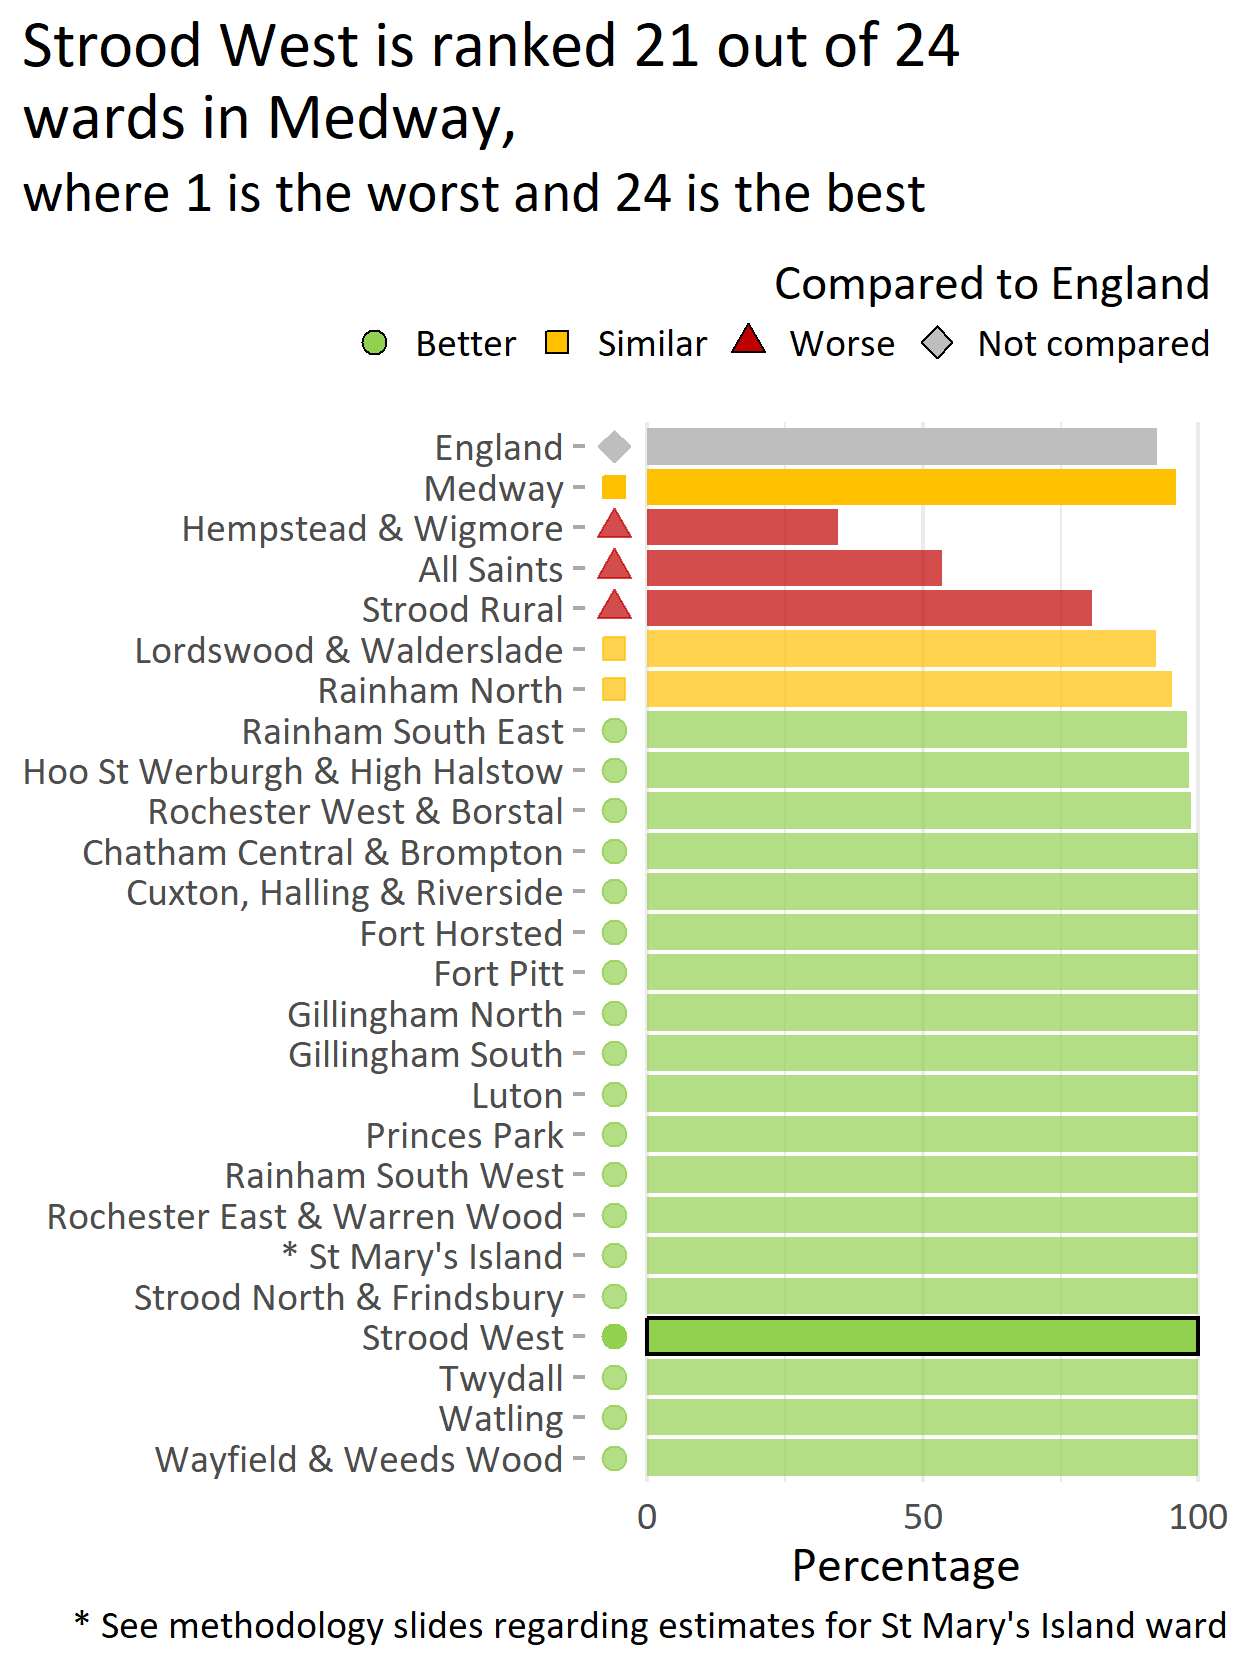 Strood West is ranked 21 out of 24
wards in Medway,
where 1 is the worst and 24 is the best
Compared to England
Better Similar Worse Not compared
England
Medway
Hempstead & Wigmore
All Saints
Strood Rural
Lordswood & Walderslade
Rainham North
Rainham South East
Hoo St Werburgh & High Halstow
Rochester West & Borstal
Chatham Central & Brompton
Cuxton, Halling & Riverside
Fort Horsted
Fort Pitt
Gillingham North
Gillingham South
Luton
Princes Park
Rainham South West
Rochester East & Warren Wood
* St Mary's Island
Strood North & Frindsbury
Strood West
Twydall
Watling
Wayfield & Weeds Wood
0 50 100
Percentage
* See methodology slides regarding estimates for St Mary's Island ward